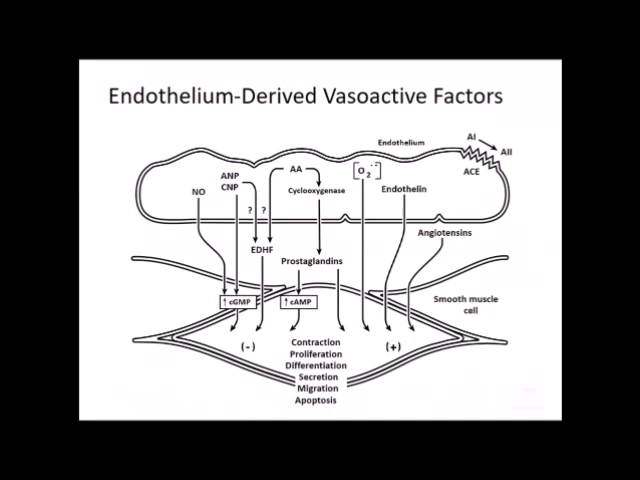 Endothelium-Derived Vasoactive Factors
Endothelium
AI
AII
ACE
NO
ANP
CNP
AA
Cyclooxygenase
O2·-
Endothelin
? ?
Angiotensins
EDHF
Prostaglandins
↑ cGMP
↑ cAMP
Smooth muscle
cell
(-)
(+)
Contraction
Proliferation
Differentiation
Secretion
Migration
Apoptosis